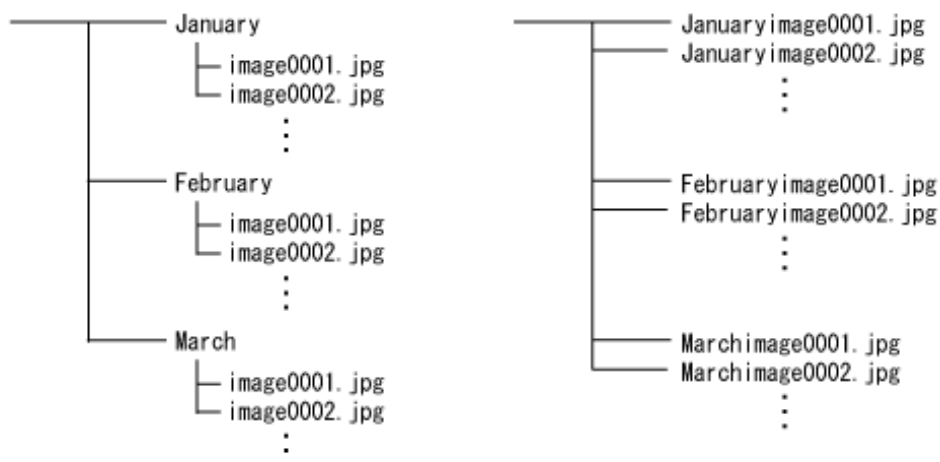 January
image0001. jpg
image0002. jpg
February
image0001. jpg
image0002. jpg
March
image0001. jpg
image0002. jpg
Januaryimage0001. jpg
Januaryimage0002. jpg
Februaryimage0001. jpg
Februaryimage0002. jpg
Marchimage0001. jpg
Marchimage0002. jpg